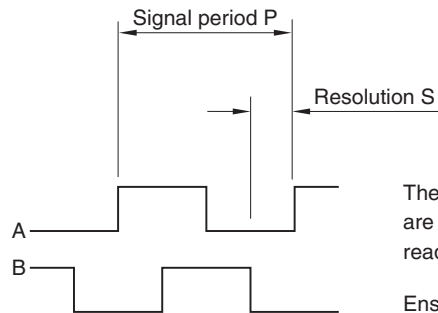 Signal period P
Resolution S
A
B
The
are
read
Ens